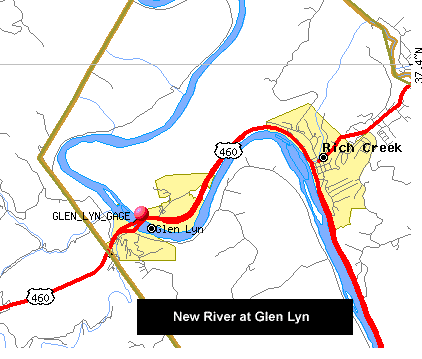 37.4°N
460
Rich Creek
GLEN_LYN_GAGE
Glen Lyn
460
New River at Glen Lyn